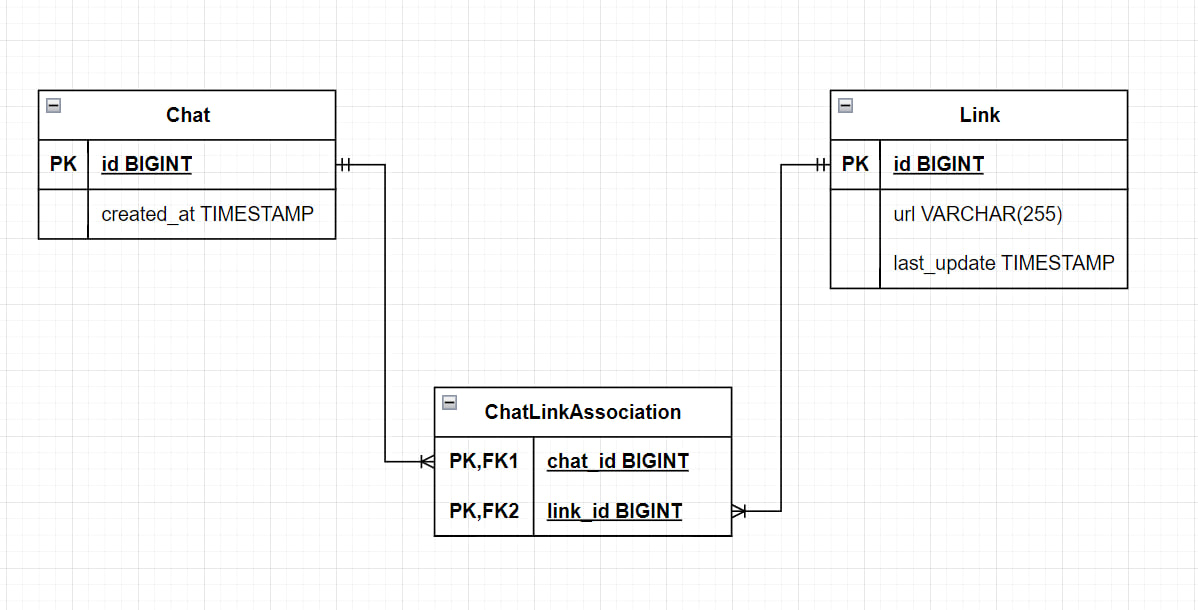 Chat
PK id BIGINT
created_at TIMESTAMP
Link
PK id BIGINT
url VARCHAR(255)
last_update TIMESTAMP
ChatLinkAssociation
PK,FK1 chat_id BIGINT
PK,FK2 link_id BIGINT